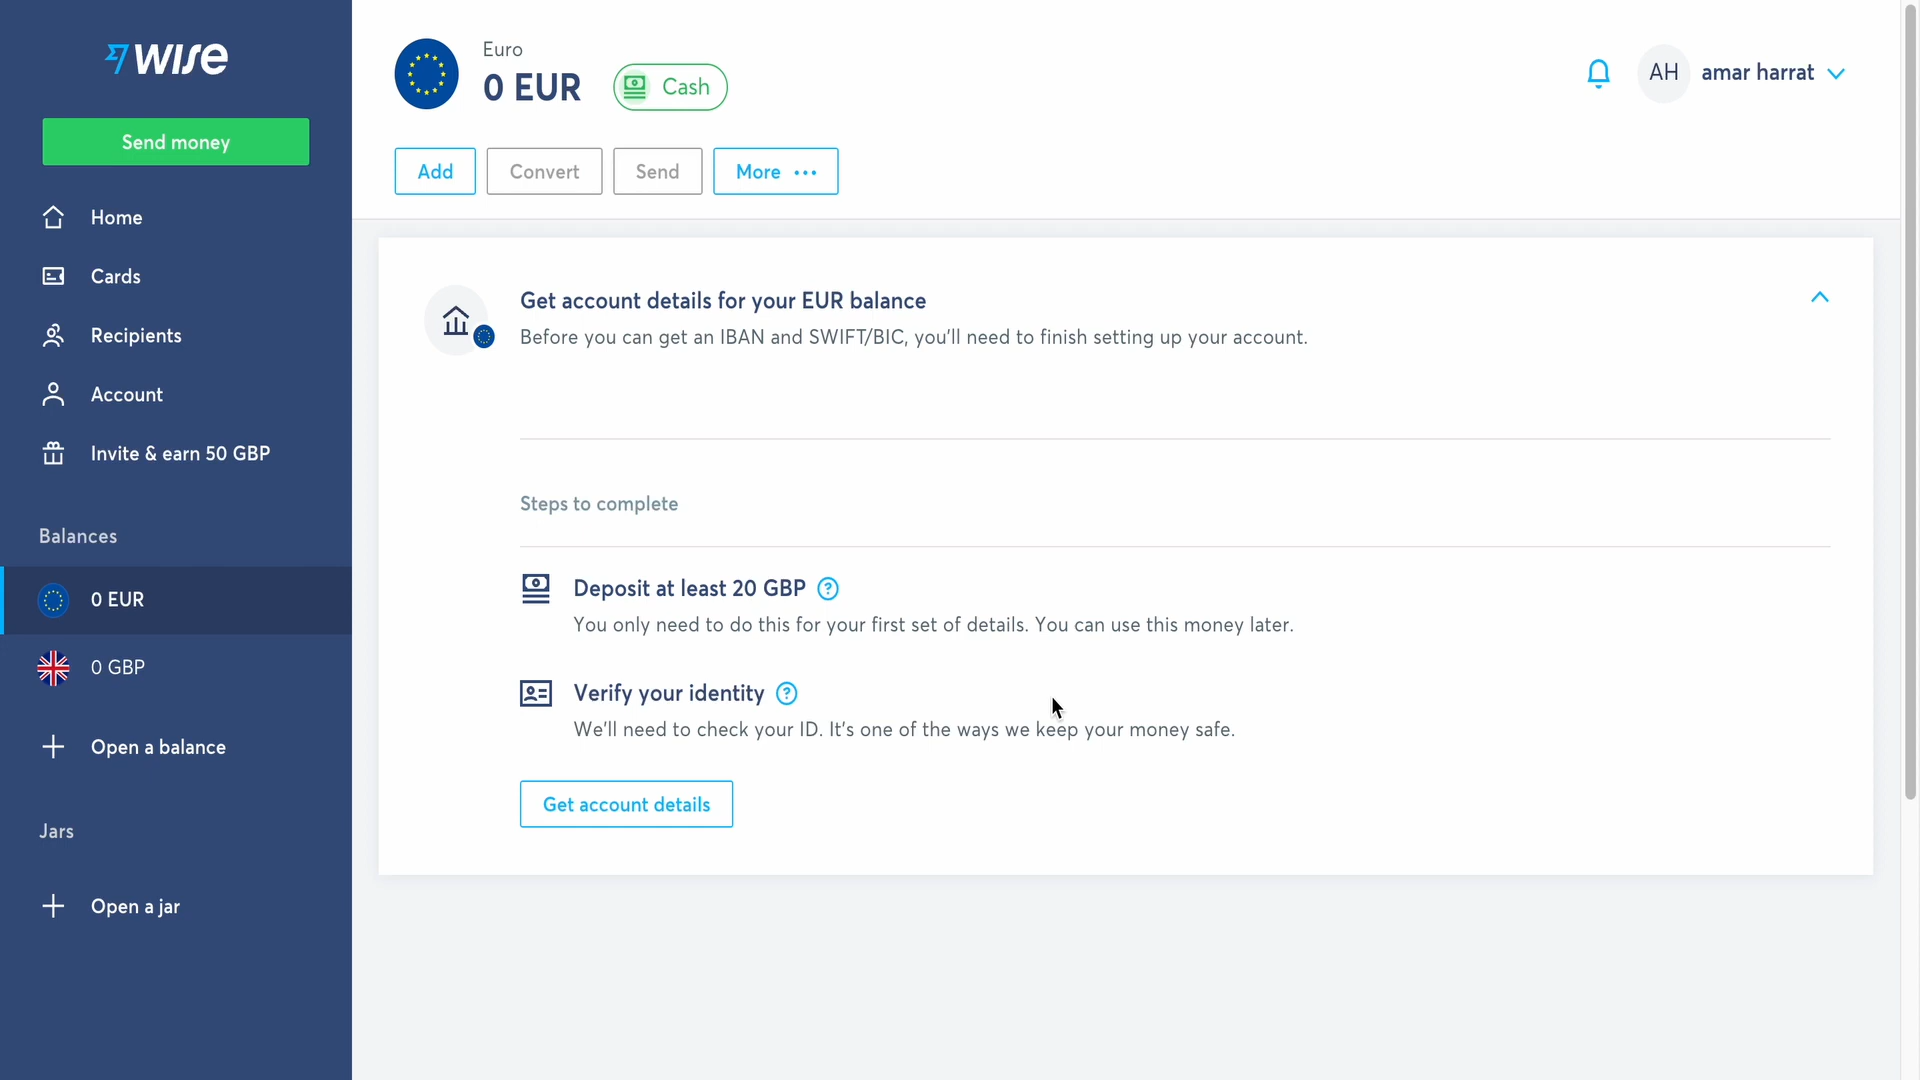 wise
Send money
Home
Cards
Recipients
Account
Invite & earn 50 GBP
Balances
0 EUR
0 GBP
Open a balance
Jars
Open a jar
Euro
0 EUR
Cash
AH
amar harrat
Add
Convert
Send
More
Get account details for your EUR balance
Before you can get an IBAN and SWIFT/BIC, you'll need to finish setting up your account.
Steps to complete
Deposit at least 20 GBP ?
You only need to do this for your first set of details. You can use this money later.
Verify your identity ?
We'll need to check your ID. It's one of the ways we keep your money safe.
Get account details